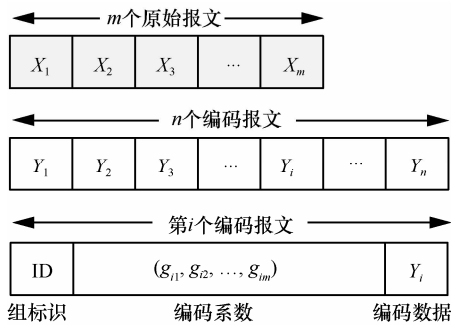 m个原始报文
X₁ X₂ X₃ … Xₘ
n个编码报文
Y₁ Y₂ Y₃ … Yᵢ … Yₙ
第i个编码报文
ID (gᵢ₁, gᵢ₂, …, gᵢₘ) Yᵢ
组标识 编码系数 编码数据